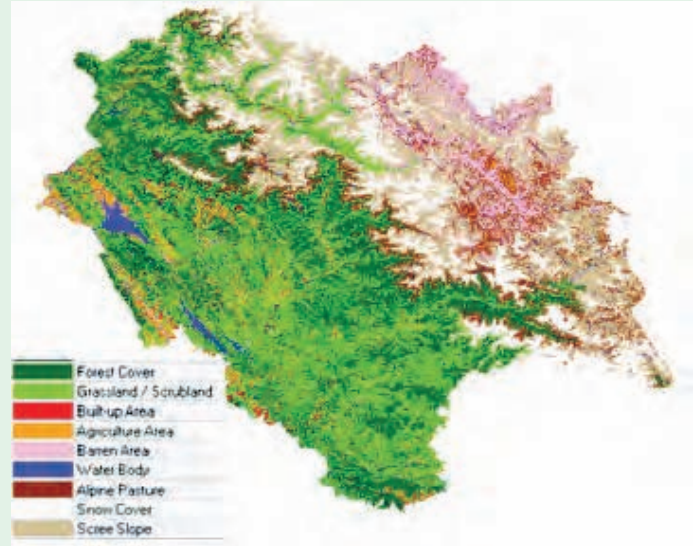 Forest Cover
Grassland / Scrubland
Built-up Area
Agriculture Area
Barren Area
Water Body
Alpine Pasture
Snow Cover
Scree Slope